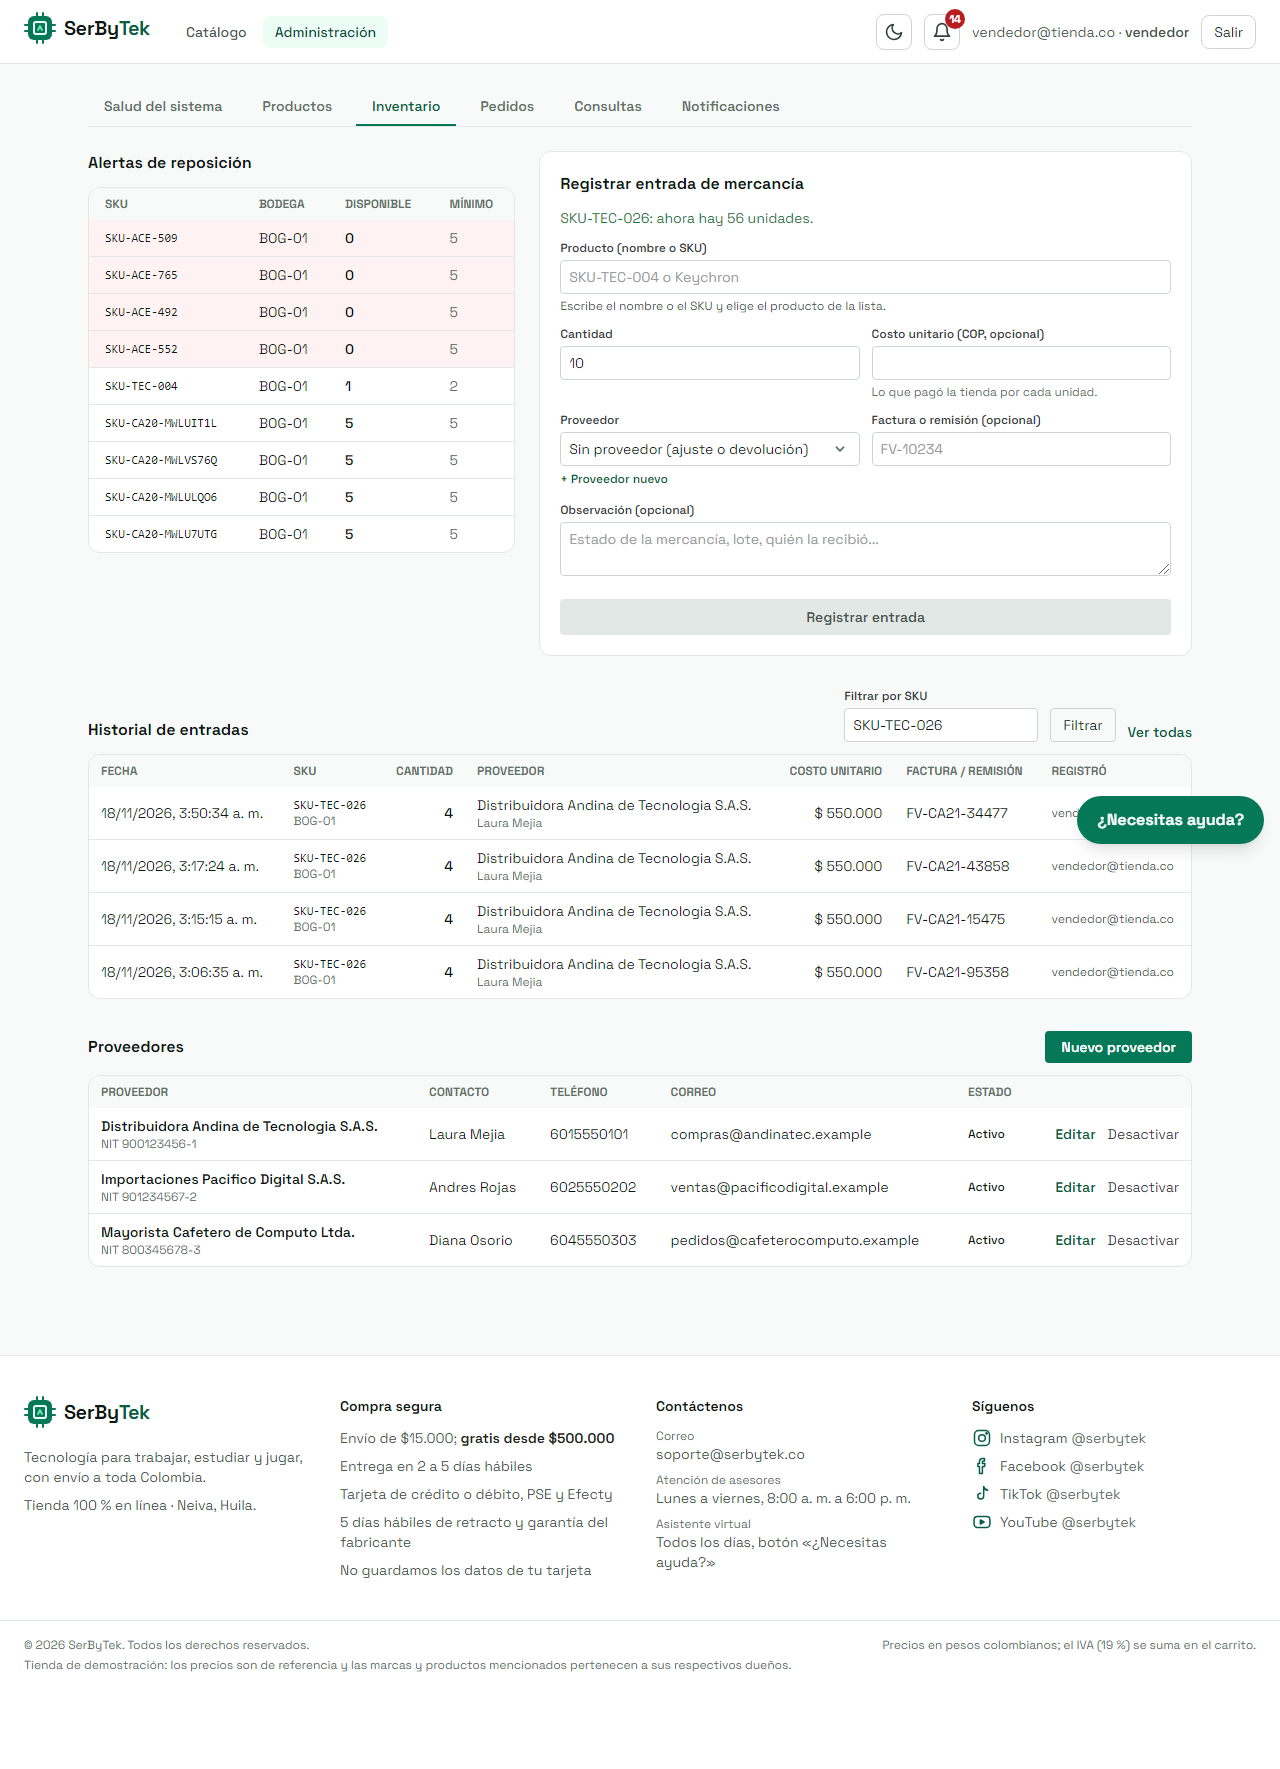 SerByTek
Catálogo
Administración
14
vendedor@tienda.co · vendedor
Salir
Salud del sistema
Productos
Inventario
Pedidos
Consultas
Notificaciones
Alertas de reposición
SKU BODEGA DISPONIBLE MÍNIMO
SKU-ACE-509 BOG-01 0 5
SKU-ACE-765 BOG-01 0 5
SKU-ACE-492 BOG-01 0 5
SKU-ACE-552 BOG-01 0 5
SKU-TEC-004 BOG-01 1 2
SKU-CA20-MWLUIT1L BOG-01 5 5
SKU-CA20-MWLVS76Q BOG-01 5 5
SKU-CA20-MWLULQO6 BOG-01 5 5
SKU-CA20-MWLU7UTG BOG-01 5 5
Registrar entrada de mercancía
SKU-TEC-026: ahora hay 56 unidades.
Producto (nombre o SKU)
SKU-TEC-004 o Keychron
Escribe el nombre o el SKU y elige el producto de la lista.
Cantidad
10
Costo unitario (COP, opcional)
Lo que pagó la tienda por cada unidad.
Proveedor
Sin proveedor (ajuste o devolución)
+ Proveedor nuevo
Factura o remisión (opcional)
FV-10234
Observación (opcional)
Estado de la mercancía, lote, quién la recibió...
Registrar entrada
Historial de entradas
Filtrar por SKU
SKU-TEC-026
Filtrar
Ver todas
FECHA SKU CANTIDAD PROVEEDOR COSTO UNITARIO FACTURA / REMISIÓN REGISTRÓ
18/11/2026, 3:50:34 a. m. SKU-TEC-026 BOG-01 4 Distribuidora Andina de Tecnologia S.A.S. Laura Mejia $ 550.000 FV-CA21-34477
¿Necesitas ayuda?
18/11/2026, 3:17:24 a. m. SKU-TEC-026 BOG-01 4 Distribuidora Andina de Tecnologia S.A.S. Laura Mejia $ 550.000 FV-CA21-43858 vendedor@tienda.co
18/11/2026, 3:15:15 a. m. SKU-TEC-026 BOG-01 4 Distribuidora Andina de Tecnologia S.A.S. Laura Mejia $ 550.000 FV-CA21-15475 vendedor@tienda.co
18/11/2026, 3:06:35 a. m. SKU-TEC-026 BOG-01 4 Distribuidora Andina de Tecnologia S.A.S. Laura Mejia $ 550.000 FV-CA21-95358 vendedor@tienda.co
Proveedores
Nuevo proveedor
PROVEEDOR CONTACTO TELÉFONO CORREO ESTADO
Distribuidora Andina de Tecnologia S.A.S. NIT 900123456-1 Laura Mejia 6015550101 compras@andinatec.example Activo Editar Desactivar
Importaciones Pacifico Digital S.A.S. NIT 901234567-2 Andres Rojas 6025550202 ventas@pacificodigital.example Activo Editar Desactivar
Mayorista Cafetero de Computo Ltda. NIT 800345678-3 Diana Osorio 6045550303 pedidos@cafeterocomputo.example Activo Editar Desactivar
SerByTek
Tecnología para trabajar, estudiar y jugar,
con envío a toda Colombia.
Tienda 100 % en línea · Neiva, Huila.
Compra segura
Envío de $15.000; gratis desde $500.000
Entrega en 2 a 5 días hábiles
Tarjeta de crédito o débito, PSE y Efecty
5 días hábiles de retracto y garantía del
fabricante
No guardamos los datos de tu tarjeta
Contáctenos
Correo
soporte@serbytek.co
Atención de asesores
Lunes a viernes, 8:00 a. m. a 6:00 p. m.
Asistente virtual
Todos los días, botón «¿Necesitas
ayuda?»
Síguenos
Instagram @serbytek
Facebook @serbytek
TikTok @serbytek
YouTube @serbytek
© 2026 SerByTek. Todos los derechos reservados.
Precios en pesos colombianos; el IVA (19 %) se suma en el carrito.
Tienda de demostración: los precios son de referencia y las marcas y productos mencionados pertenecen a sus respectivos dueños.